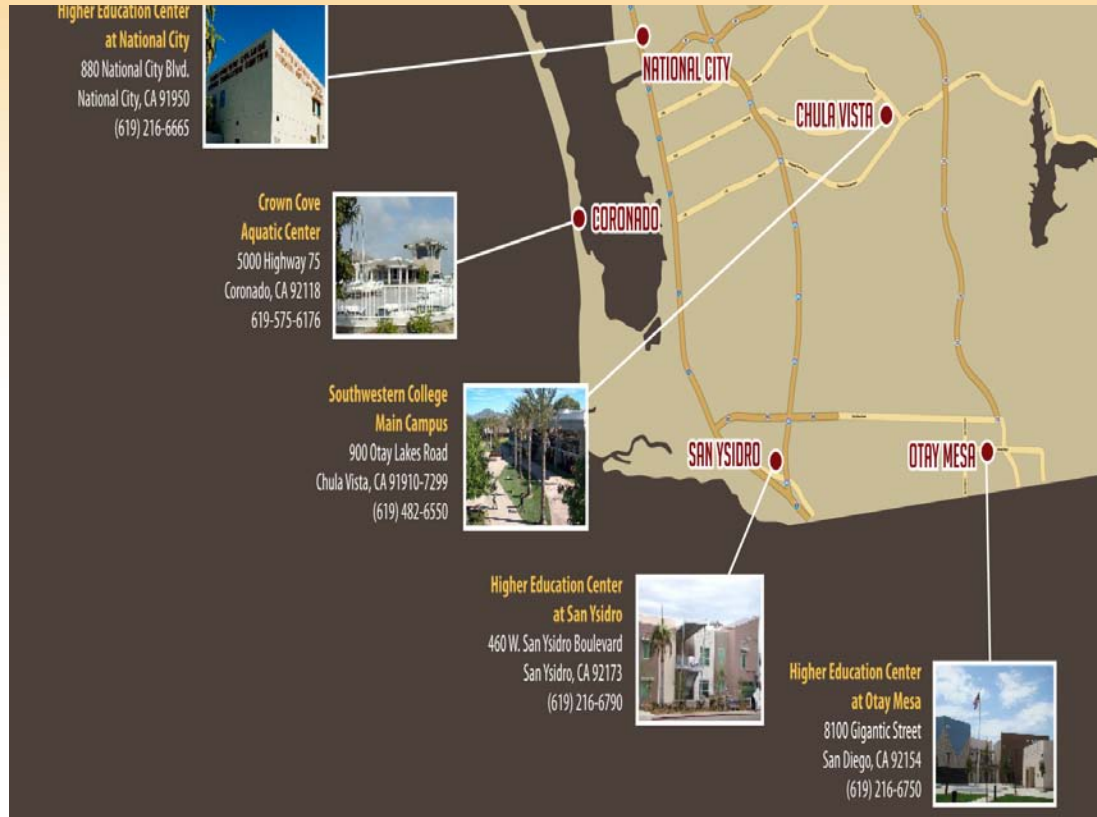 Higher Education Center
at National City
880 National City Blvd.
National City, CA 91950
(619) 216-6665
NATIONAL CITY
CHULA VISTA
Crown Cove
Aquatic Center
5000 Highway 75
Coronado, CA 92118
619-575-6176
CORONADO
Southwestern College
Main Campus
900 Otay Lakes Road
Chula Vista, CA 91910-7299
(619) 482-6550
SAN YSIDRO
OTAY MESA
Higher Education Center
at San Ysidro
460 W. San Ysidro Boulevard
San Ysidro, CA 92173
(619) 216-6790
Higher Education Center
at Otay Mesa
8100 Gigantic Street
San Diego, CA 92154
(619) 216-6750